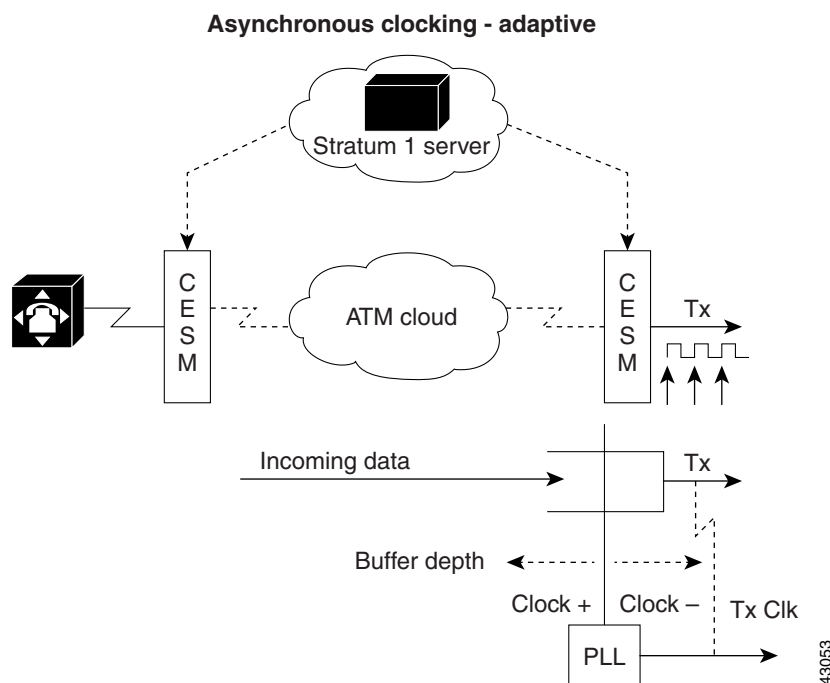 Asynchronous clocking - adaptive
Stratum 1 server
C
E
S
M
ATM cloud
C
E
S
M
Tx
Incoming data
Tx
Buffer depth
Clock +
Clock –
Tx Clk
PLL
43053